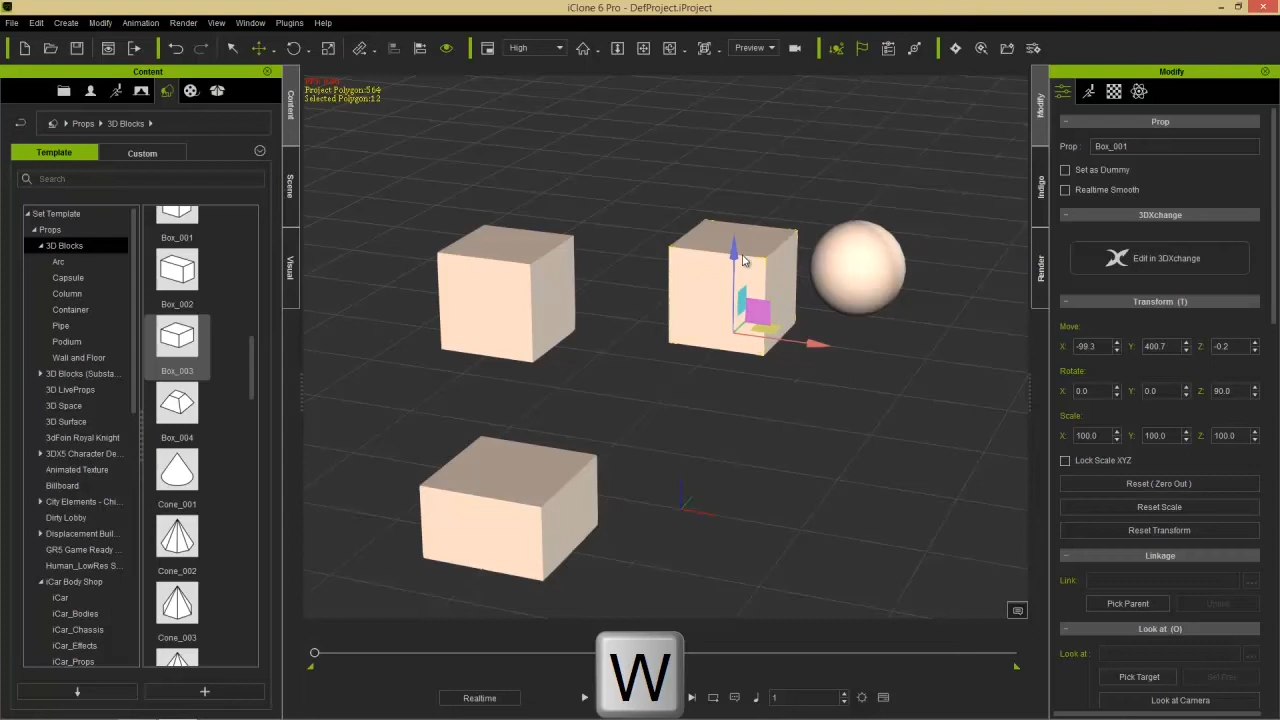 iClone 6 Pro - DefProject.iProject
File Edit Create Modify Animation Render View Window Plugins Help
High
Preview
Content
Props 3D Blocks
Template Custom
Search
Set Template
Props
3D Blocks
Arc
Capsule
Column
Container
Pipe
Podium
Wall and Floor
3D Blocks (Substa...
3D LiveProps
3D Space
3D Surface
3dFoin Royal Knight
3DX5 Character De...
Animated Texture
Billboard
City Elements - Chi...
Dirty Lobby
Displacement Buil...
GR5 Game Ready ...
Human_LowRes S...
iCar Body Shop
iCar
iCar_Bodies
iCar_Chassis
iCar_Effects
iCar_Props
Box_001
Box_002
Box_003
Box_004
Cone_001
Cone_002
Cone_003
Content
Scene
Visual
Project Polygon:564
Selected Polygon:12
W
Realtime
1
Modify
Indigo
Render
Modify
Prop
Prop : Box_001
Set as Dummy
Realtime Smooth
3DXchange
Edit in 3DXchange
Transform (T)
Move:
X: -99.3 Y: 400.7 Z: -0.2
Rotate:
X: 0.0 Y: 0.0 Z: 90.0
Scale:
X: 100.0 Y: 100.0 Z: 100.0
Lock Scale XYZ
Reset ( Zero Out )
Reset Scale
Reset Transform
Linkage
Link:
Pick Parent
Look at (O)
Look at :
Pick Target
Look at Camera